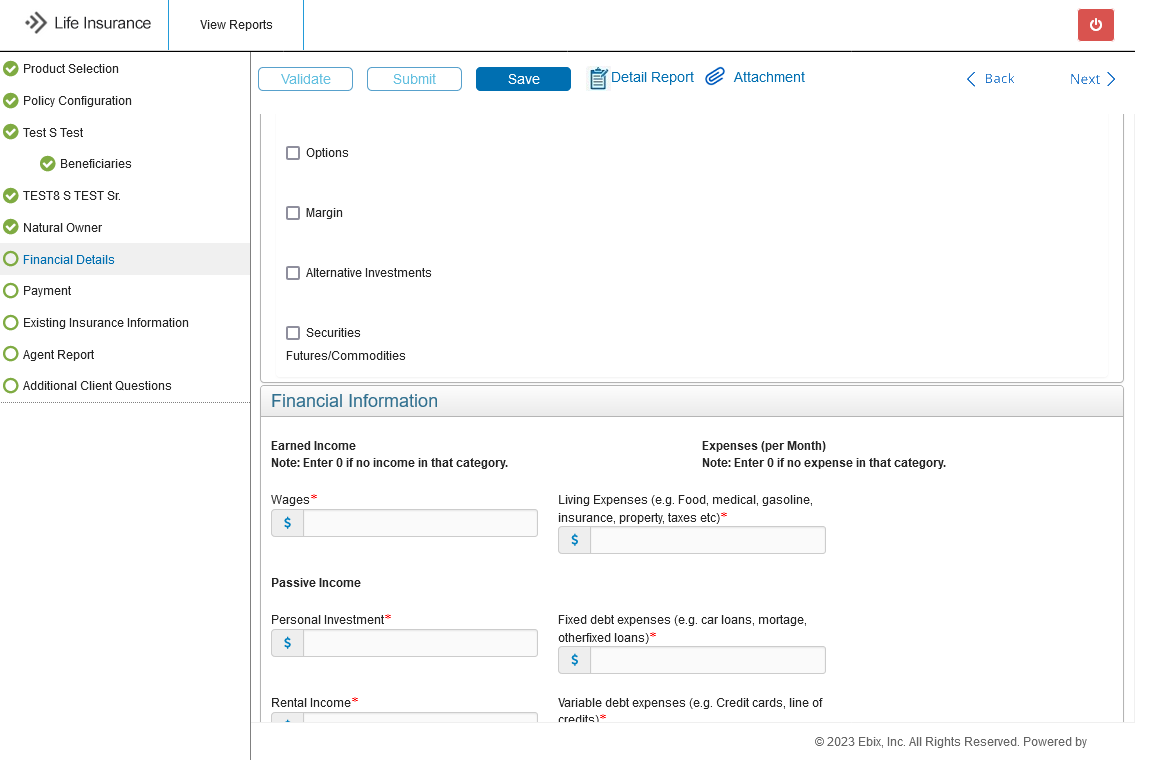 Life Insurance
View Reports
Product Selection
Policy Configuration
Test S Test
Beneficiaries
TEST8 S TEST Sr.
Natural Owner
Financial Details
Payment
Existing Insurance Information
Agent Report
Additional Client Questions
Validate
Submit
Save
Detail Report
Attachment
Back
Next
Options
Margin
Alternative Investments
Securities
Futures/Commodities
Financial Information
Earned Income
Note: Enter 0 if no income in that category.
Expenses (per Month)
Note: Enter 0 if no expense in that category.
Wages*
$
Living Expenses (e.g. Food, medical, gasoline,
insurance, property, taxes etc)*
$
Passive Income
Personal Investment*
$
Fixed debt expenses (e.g. car loans, mortage,
otherfixed loans)*
$
Rental Income*
Variable debt expenses (e.g. Credit cards, line of
credits)*
© 2023 Ebix, Inc. All Rights Reserved. Powered by